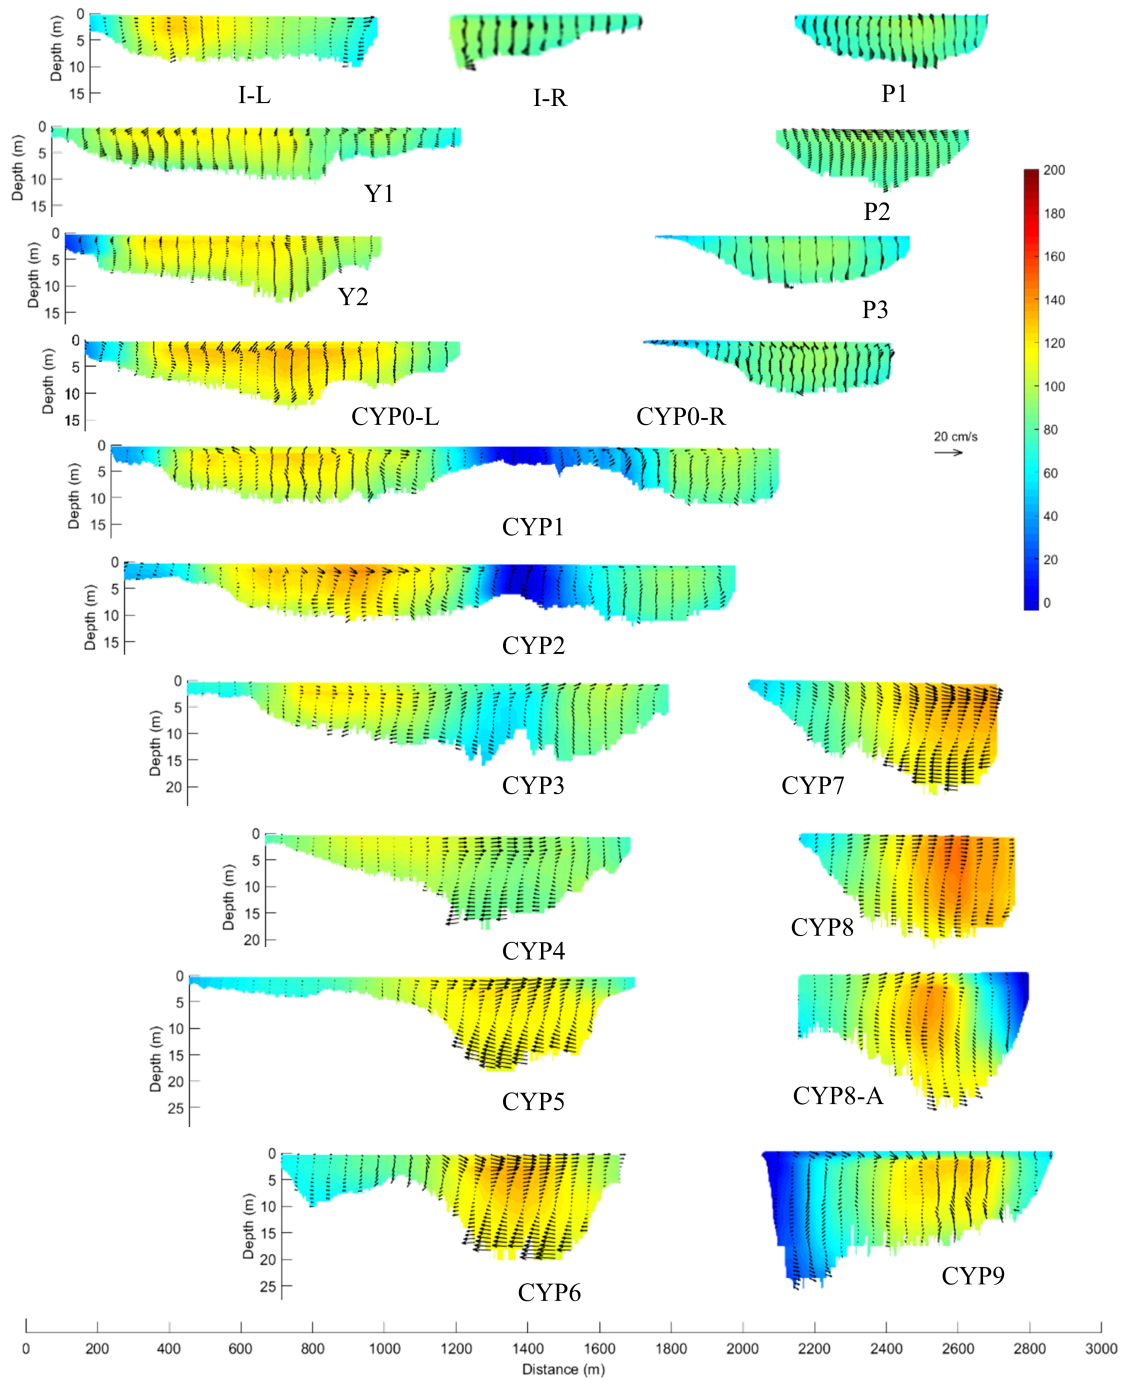 0
5
10
15
Depth (m)
I-L
I-R
P1
0
5
10
15
Depth (m)
Y1
P2
0
5
10
15
Depth (m)
Y2
P3
0
5
10
15
Depth (m)
CYP0-L
CYP0-R
200
180
160
140
120
100
80
60
40
20
0
20 cm/s
0
5
10
15
Depth (m)
CYP1
0
5
10
15
Depth (m)
CYP2
0
5
10
15
20
Depth (m)
CYP3
CYP7
0
5
10
15
20
Depth (m)
CYP4
CYP8
0
5
10
15
20
25
Depth (m)
CYP5
CYP8-A
0
5
10
15
20
25
Depth (m)
CYP6
CYP9
0 200 400 600 800 1000 1200 1400 1600 1800 2000 2200 2400 2600 2800 3000
Distance (m)